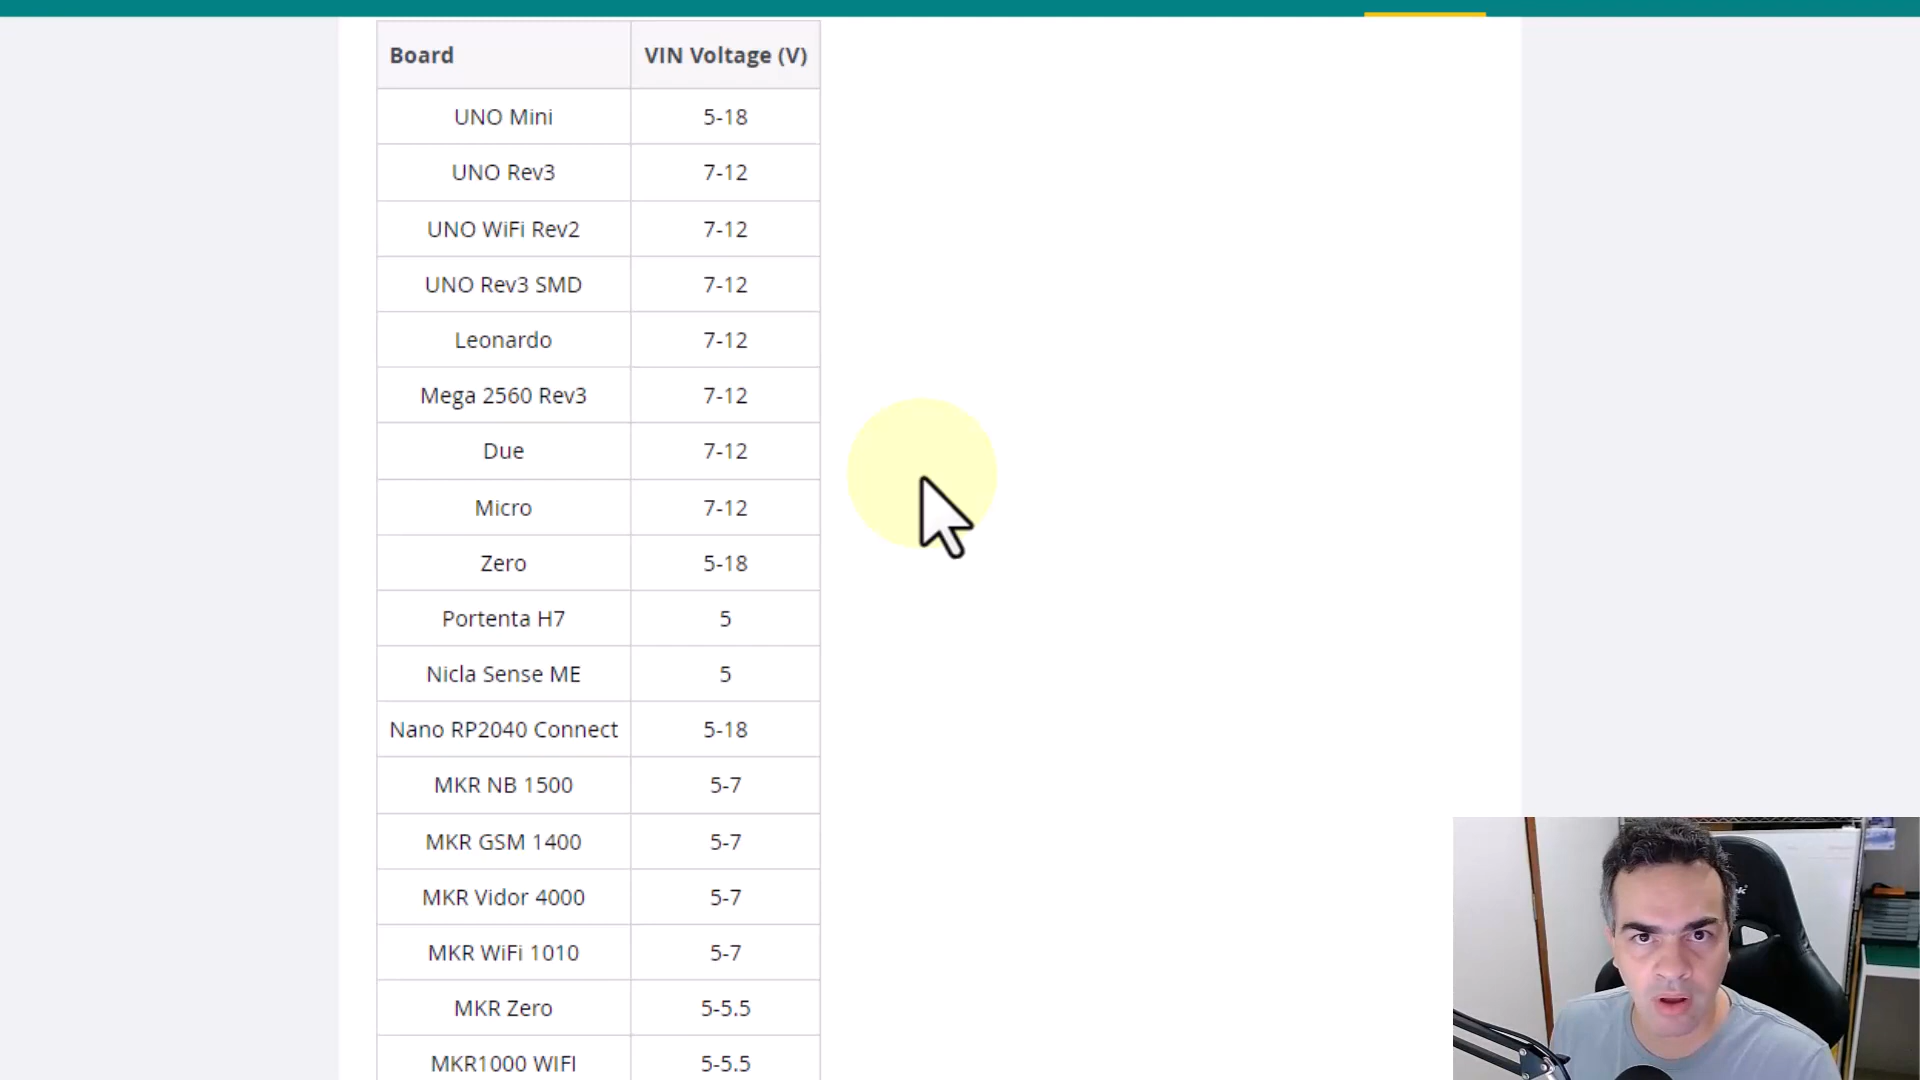 Board VIN Voltage (V)
UNO Mini 5-18
UNO Rev3 7-12
UNO WiFi Rev2 7-12
UNO Rev3 SMD 7-12
Leonardo 7-12
Mega 2560 Rev3 7-12
Due 7-12
Micro 7-12
Zero 5-18
Portenta H7 5
Nicla Sense ME 5
Nano RP2040 Connect 5-18
MKR NB 1500 5-7
MKR GSM 1400 5-7
MKR Vidor 4000 5-7
MKR WiFi 1010 5-7
MKR Zero 5-5.5
MKR1000 WIFI 5-5.5